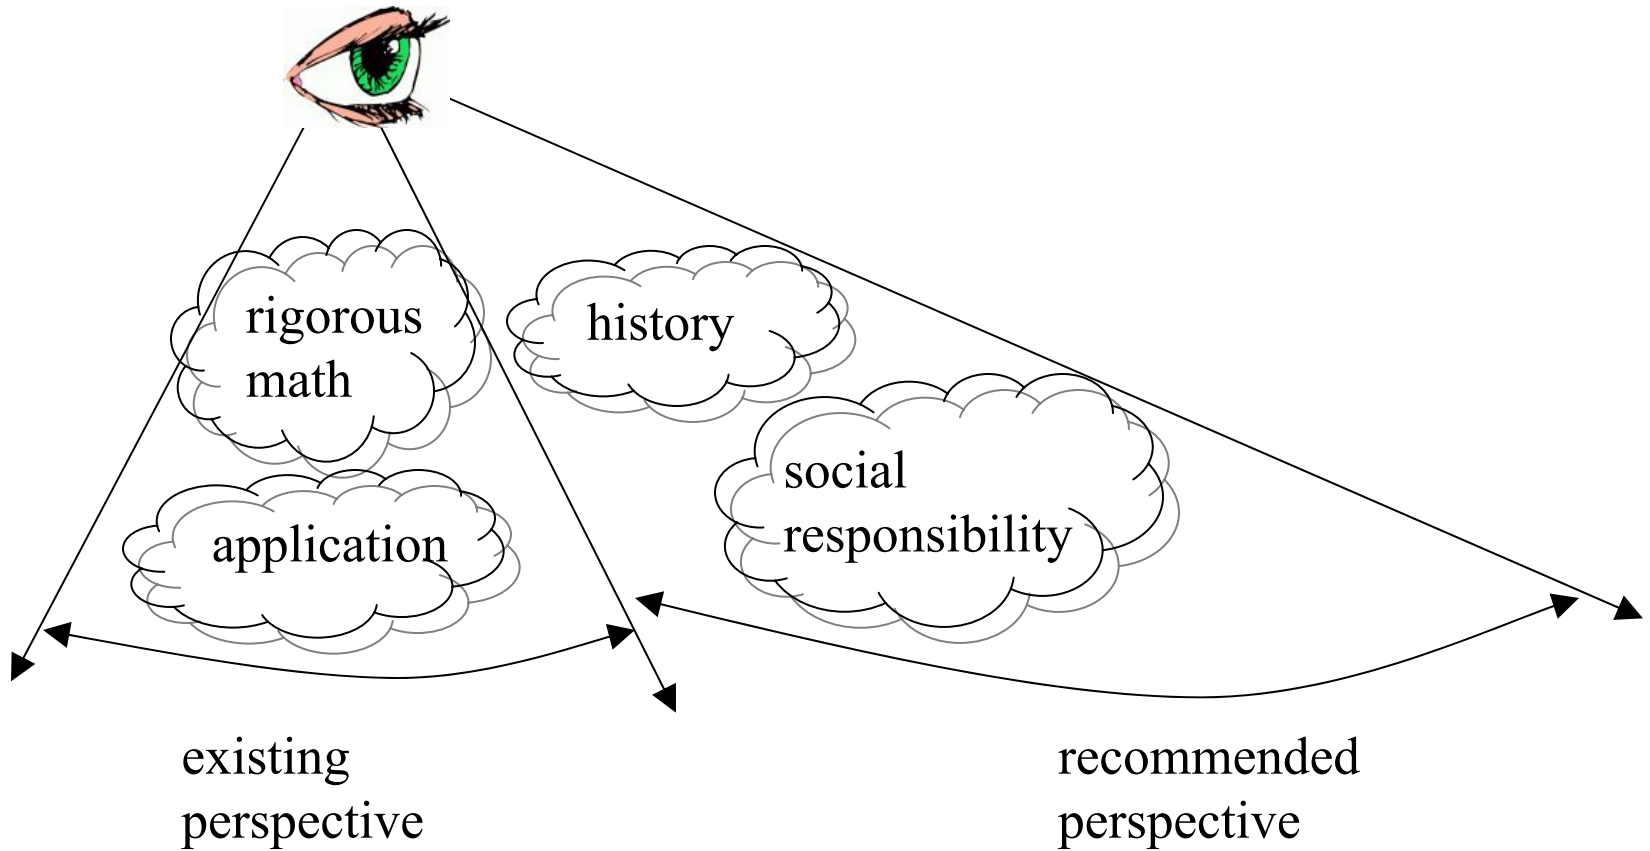 rigorous
math
history
social
responsibility
application
existing
perspective
recommended
perspective